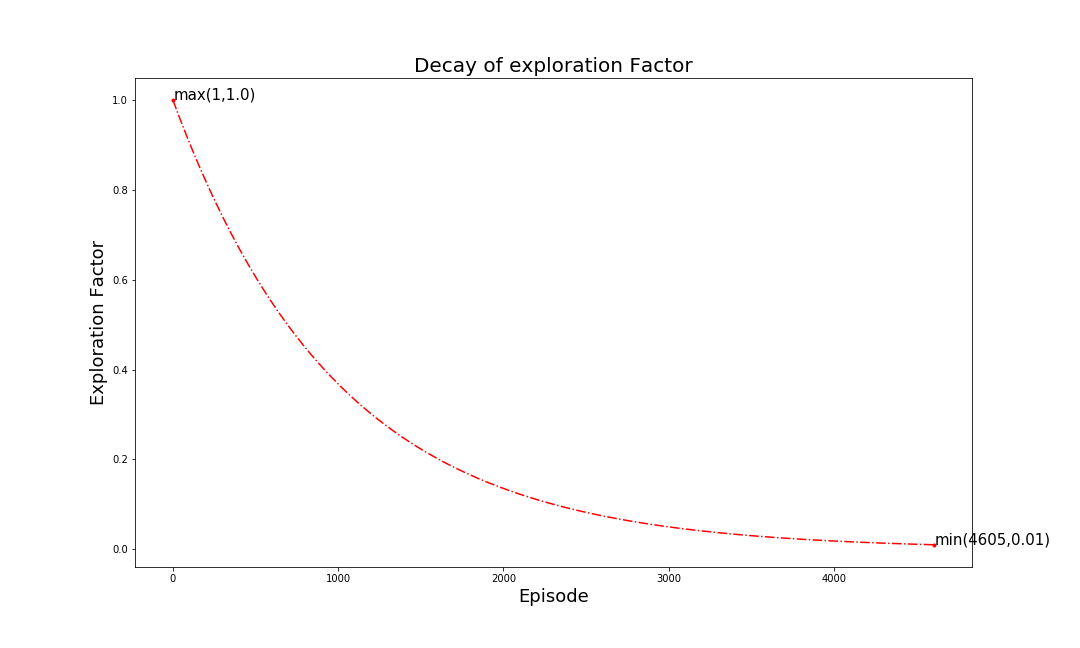 Decay of exploration Factor
max(1,1.0)
1.0
0.8
0.6
0.4
0.2
0.0
Exploration Factor
min(4605,0.01)
0
1000
2000
3000
4000
Episode